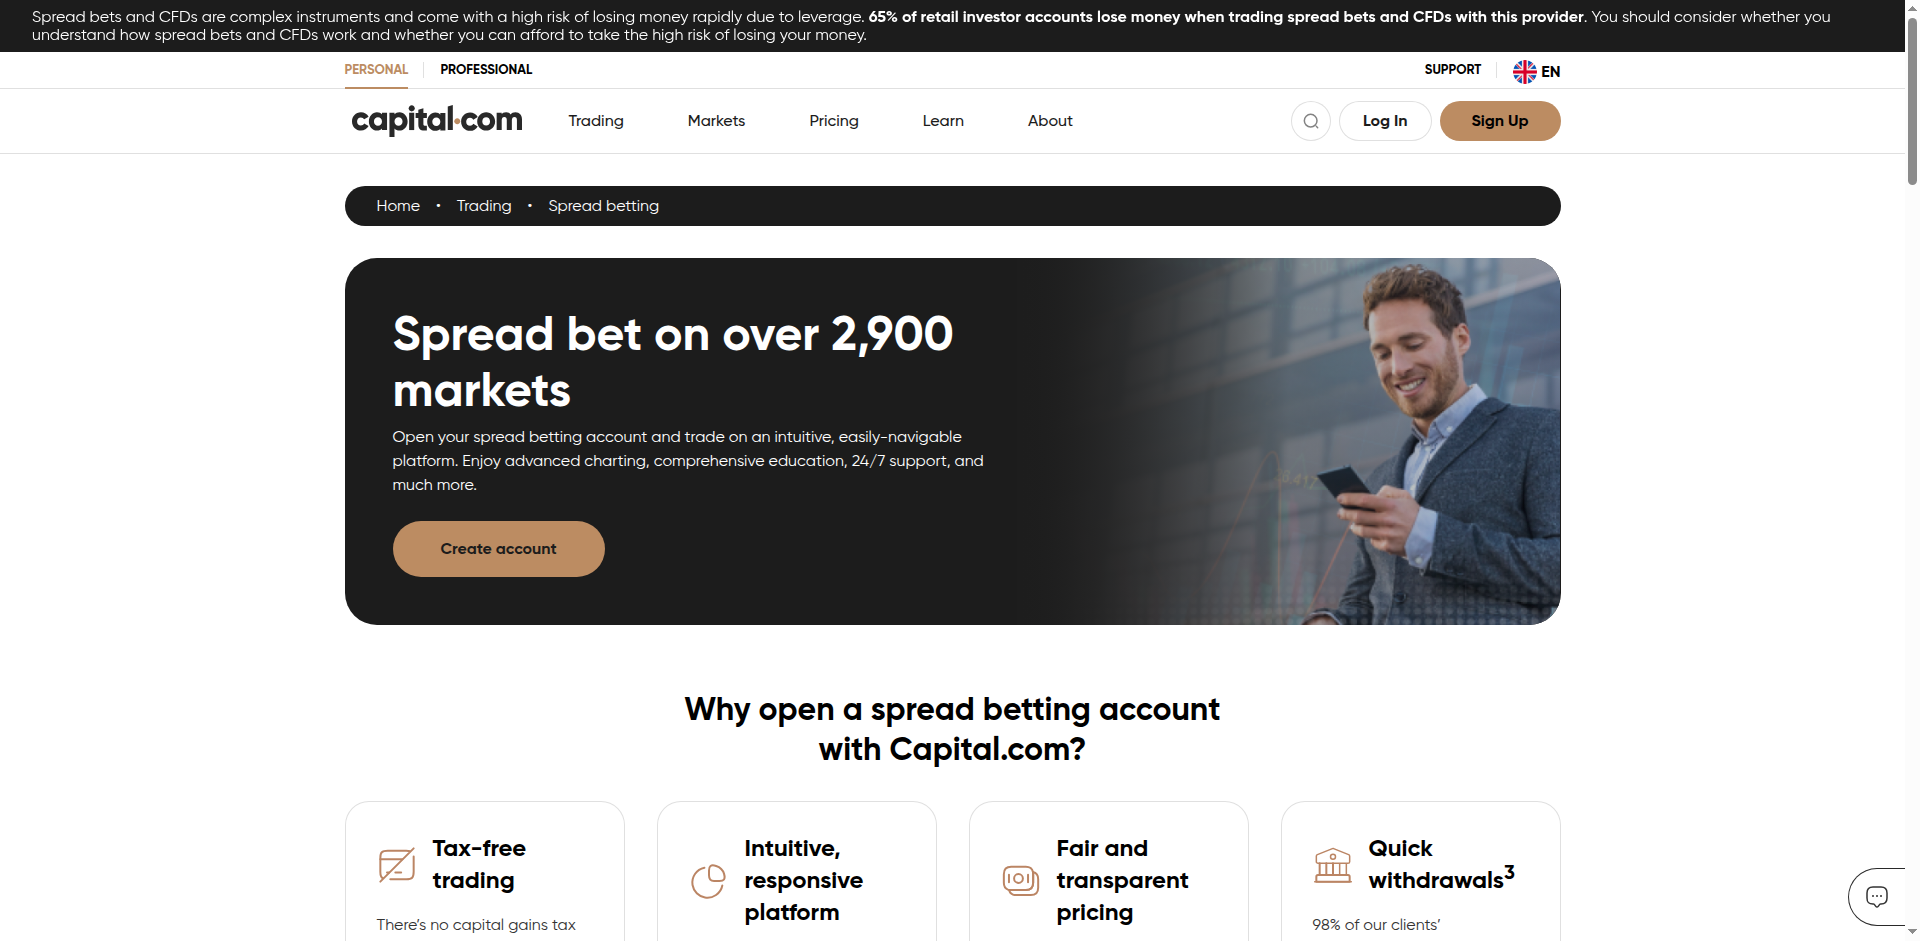 Spread bets and CFDs are complex instruments and come with a high risk of losing money rapidly due to leverage. 65% of retail investor accounts lose money when trading spread bets and CFDs with this provider. You should consider whether you
understand how spread bets and CFDs work and whether you can afford to take the high risk of losing your money.
PERSONAL PROFESSIONAL SUPPORT EN
capital.com Trading Markets Pricing Learn About Log In Sign Up
Home • Trading • Spread betting
Spread bet on over 2,900
markets
Open your spread betting account and trade on an intuitive, easily-navigable
platform. Enjoy advanced charting, comprehensive education, 24/7 support, and
much more.
Create account
Why open a spread betting account
with Capital.com?
Tax-free
trading
There's no capital gains tax
Intuitive,
responsive
platform
Fair and
transparent
pricing
Quick
withdrawals3
98% of our clients'